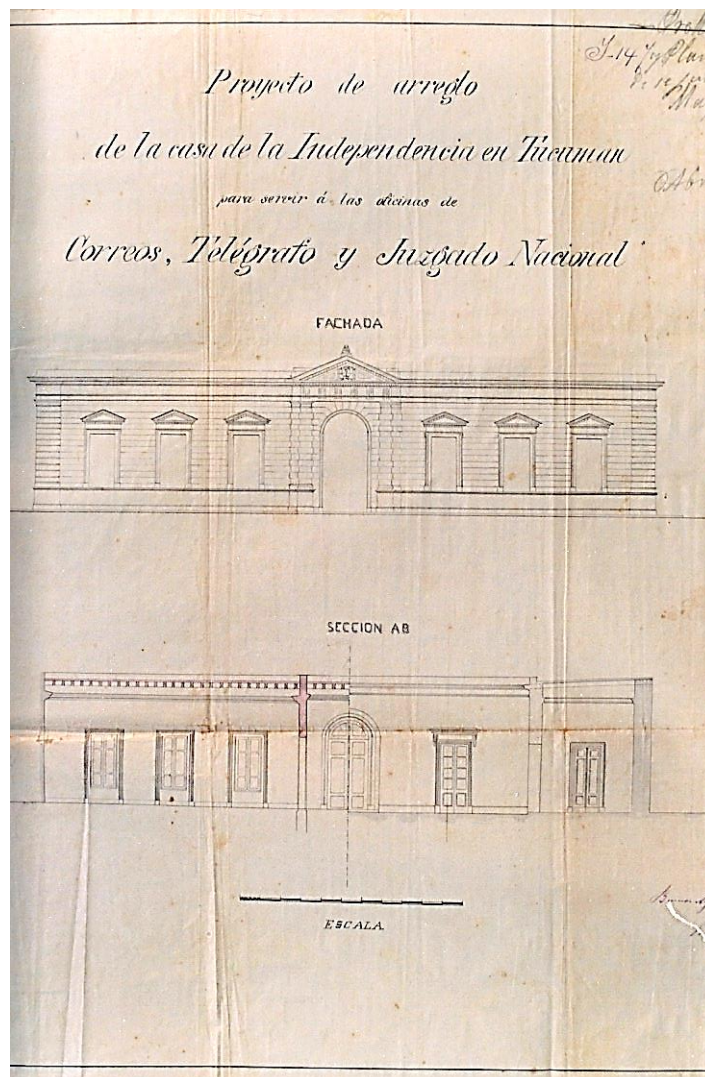 Proyecto de arreglo
de la casa de la Independencia en Tucuman
para servir á las oficinas de
Correos, Telégrafo y Juzgado Nacional
FACHADA
SECCION AB
ESCALA